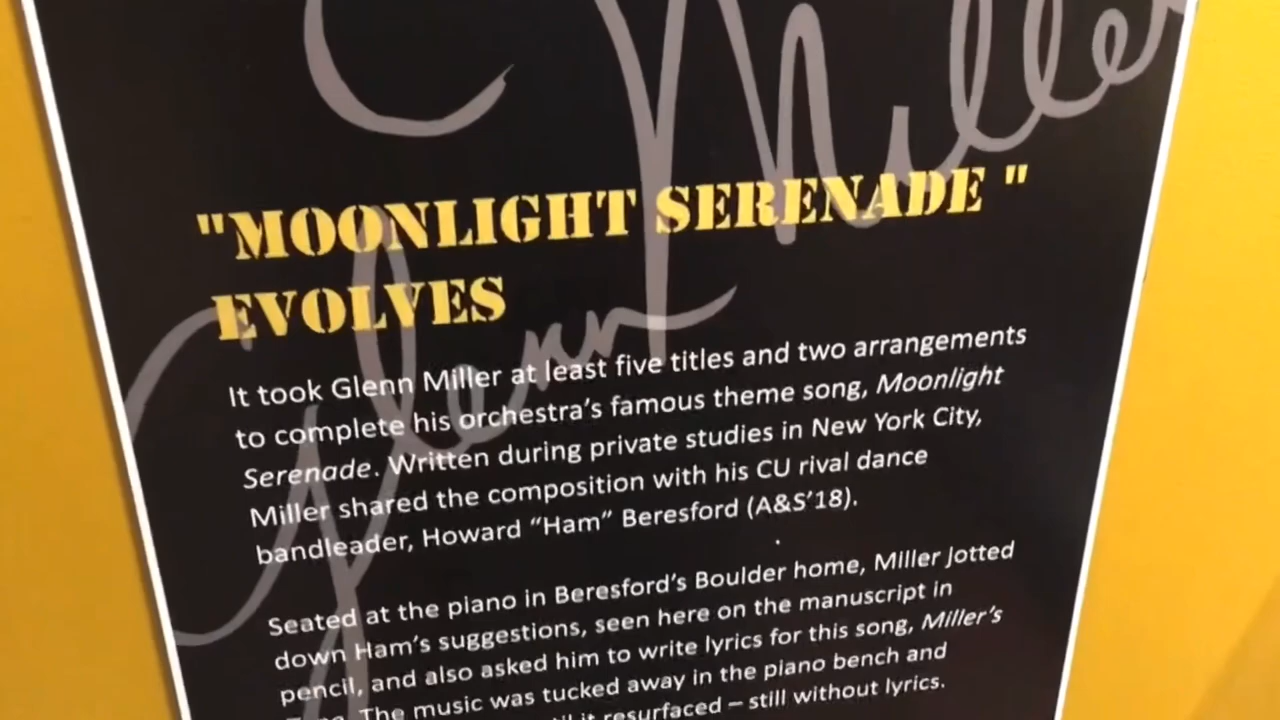 Glenn Miller
"MOONLIGHT SERENADE "
EVOLVES
It took Glenn Miller at least five titles and two arrangements
to complete his orchestra's famous theme song, Moonlight
Serenade. Written during private studies in New York City,
Miller shared the composition with his CU rival dance
bandleader, Howard "Ham" Beresford (A&S'18).
Seated at the piano in Beresford's Boulder home, Miller jotted
down Ham's suggestions, seen here on the manuscript in
pencil, and also asked him to write lyrics for this song, Miller's
The music was tucked away in the piano bench and
it resurfaced – still without lyrics.